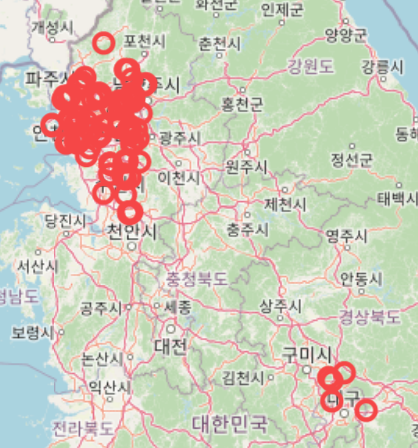 화천군
인제군
개성시
포천시
춘천시
양양군
강원도
강릉시
파주
홍천군
동해
광주시
원주시
정선군
이천시
태백시
제천시
당진시
천안시
충주시
영주시
서산시
안동시
충청북도
공주시
세종
상주시
경상북도
보령시
대전
논산시
구미시
김천시
익산시
대한민국
전라북도